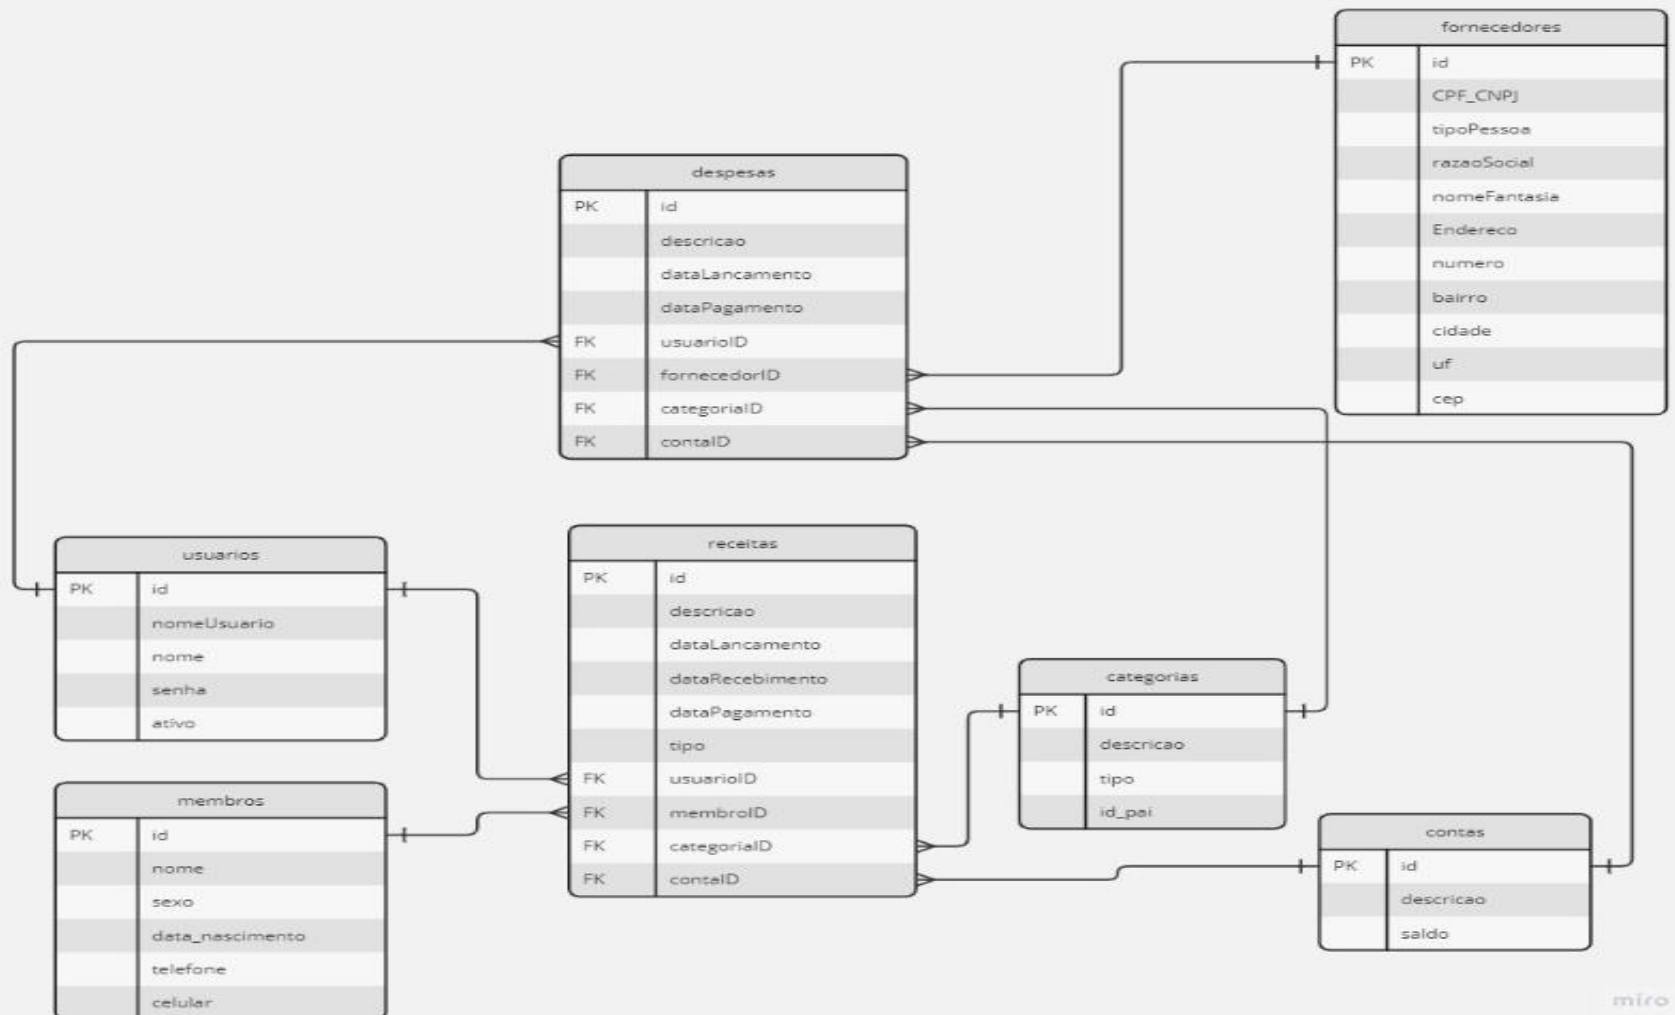 fornecedores
PK id
CPF_CNPJ
tipoPessoa
razaoSocial
nomeFantasia
Endereco
numero
bairro
cidade
uf
cep
despesas
PK id
descricao
dataLancamento
dataPagamento
FK usuarioID
FK fornecedorID
FK categoriaID
FK contaID
usuarios
PK id
nomeUsuario
nome
senha
ativo
receitas
PK id
descricao
dataLancamento
dataRecebimento
dataPagamento
tipo
FK usuarioID
FK membroID
FK categoriaID
FK contaID
categorias
PK id
descricao
tipo
id_pai
membros
PK id
nome
sexo
data_nascimento
telefone
celular
contas
PK id
descricao
saldo
miro